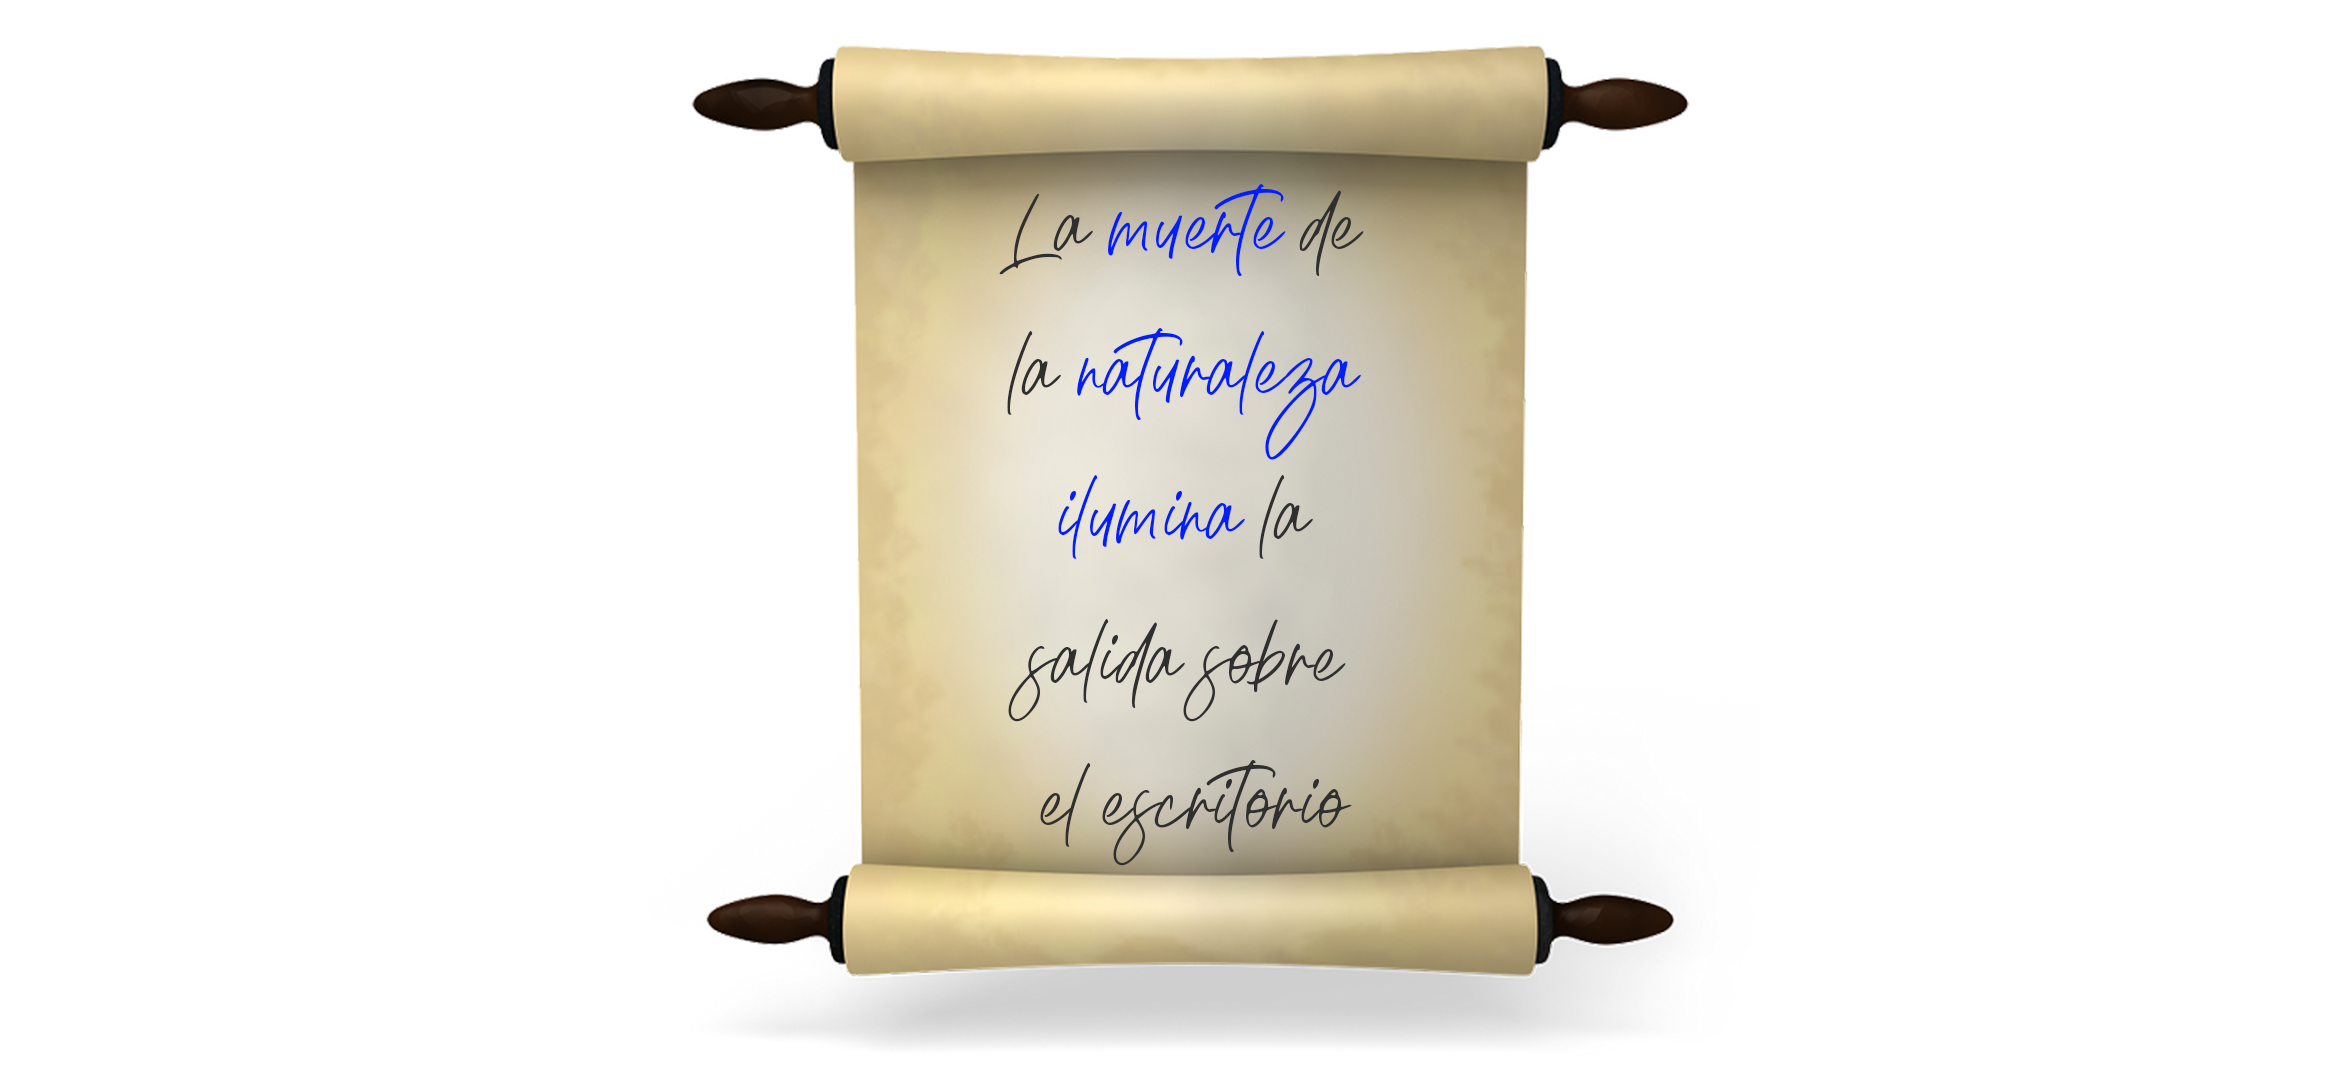 La muerte de
la naturaleza
ilumina la
salida sobre
el escritorio